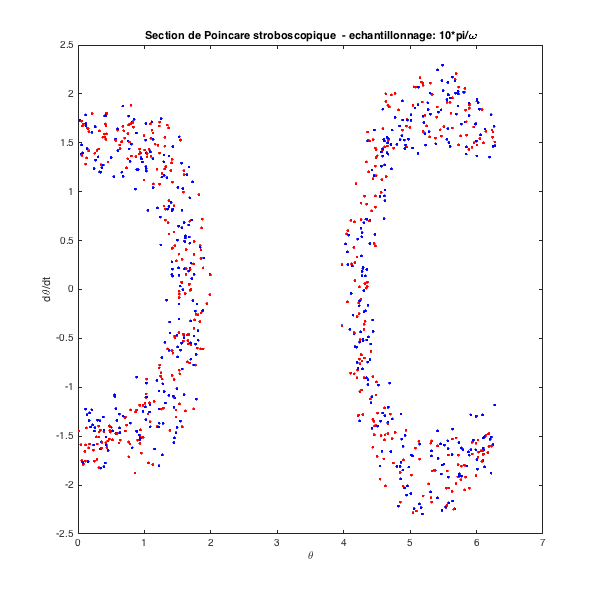 Section de Poincare stroboscopique - echantillonnage: 10*pi/ω
2.5
2
1.5
1
0.5
0
-0.5
-1
-1.5
-2
-2.5
dθ/dt
0 1 2 3 4 5 6 7
θ